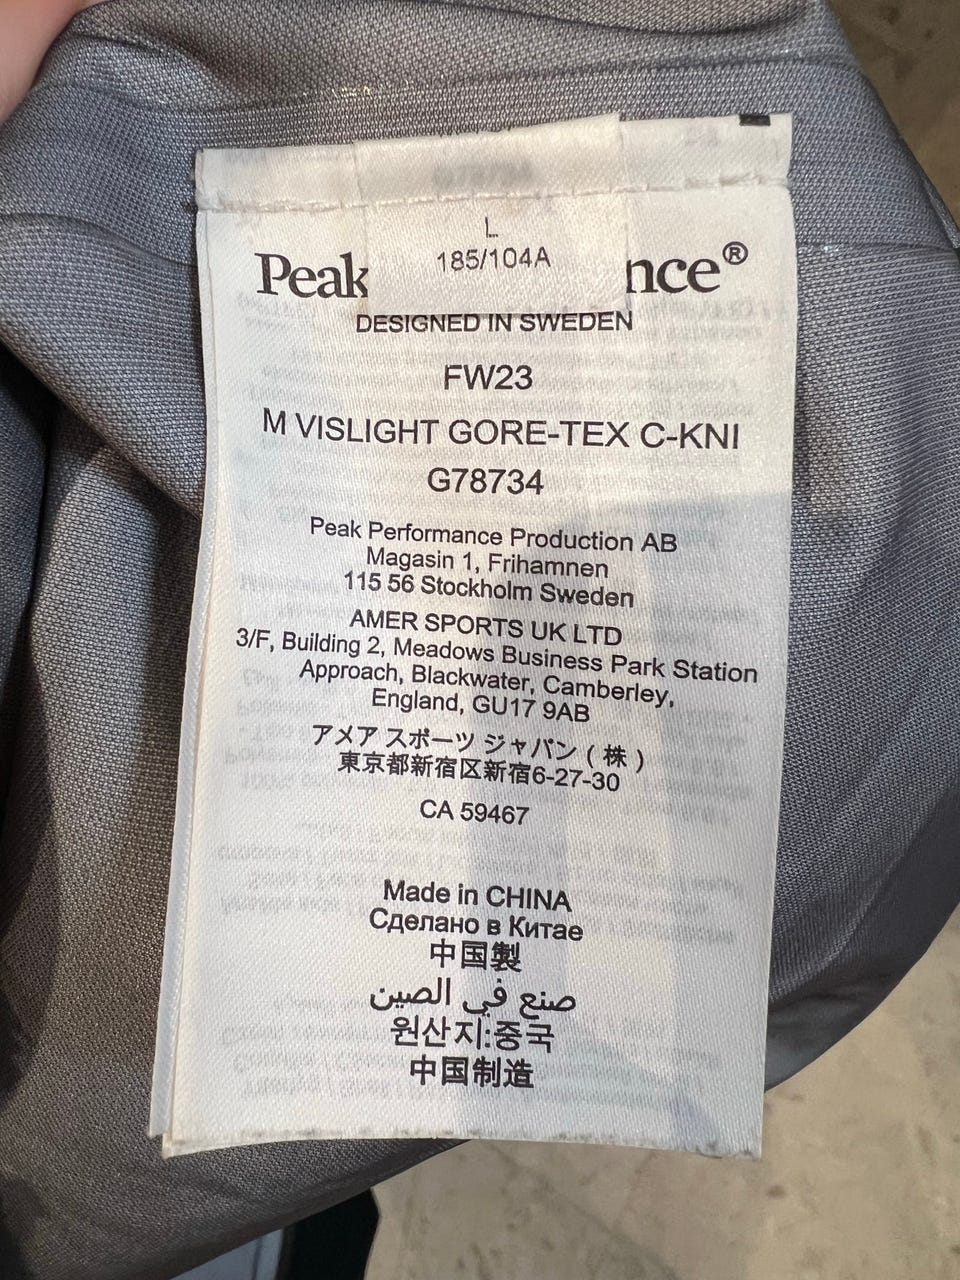 L
185/104A
Peak nce®
DESIGNED IN SWEDEN
FW23
M VISLIGHT GORE-TEX C-KNI
G78734
Peak Performance Production AB
Magasin 1, Frihamnen
115 56 Stockholm Sweden
AMER SPORTS UK LTD
3/F, Building 2, Meadows Business Park Station
Approach, Blackwater, Camberley,
England, GU17 9AB
アメア スポーツ ジャパン ( 株 )
東京都新宿区新宿6-27-30
CA 59467
Made in CHINA
Сделано в Китае
中国製
صنع في الصين
원산지:중국
中国制造